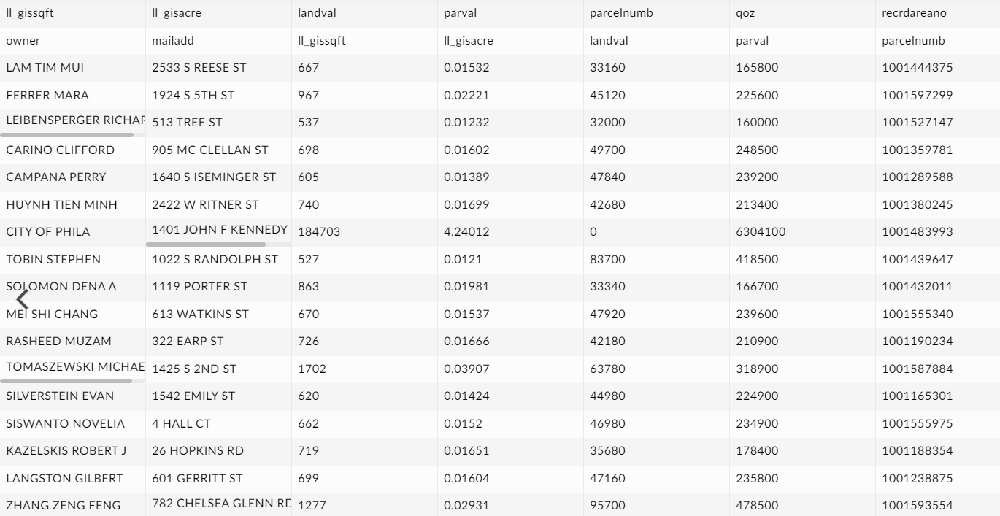 ll_gissqft ll_gisacre landval parval parcelnumb qoz recrdareano
owner mailadd ll_gissqft ll_gisacre landval parval parcelnumb
LAM TIM MUI 2533 S REESE ST 667 0.01532 33160 165800 1001444375
FERRER MARA 1924 S 5TH ST 967 0.02221 45120 225600 1001597299
LEIBENSPERGER RICHAR 513 TREE ST 537 0.01232 32000 160000 1001527147
CARINO CLIFFORD 905 MC CLELLAN ST 698 0.01602 49700 248500 1001359781
CAMPANA PERRY 1640 S ISEMINGER ST 605 0.01389 47840 239200 1001289588
HUYNH TIEN MINH 2422 W RITNER ST 740 0.01699 42680 213400 1001380245
CITY OF PHILA 1401 JOHN F KENNEDY 184703 4.24012 0 6304100 1001483993
TOBIN STEPHEN 1022 S RANDOLPH ST 527 0.0121 83700 418500 1001439647
SOLOMON DENA A 1119 PORTER ST 863 0.01981 33340 166700 1001432011
MEI SHI CHANG 613 WATKINS ST 670 0.01537 47920 239600 1001555340
RASHEED MUZAM 322 EARP ST 726 0.01666 42180 210900 1001190234
TOMASZEWSKI MICHAE 1425 S 2ND ST 1702 0.03907 63780 318900 1001587884
SILVERSTEIN EVAN 1542 EMILY ST 620 0.01424 44980 224900 1001165301
SISWANTO NOVELIA 4 HALL CT 662 0.0152 46980 234900 1001555975
KAZELSKIS ROBERT J 26 HOPKINS RD 719 0.01651 35680 178400 1001188354
LANGSTON GILBERT 601 GERRITT ST 699 0.01604 47160 235800 1001238875
ZHANG ZENG FENG 782 CHELSEA GLENN RD 1277 0.02931 95700 478500 1001593554